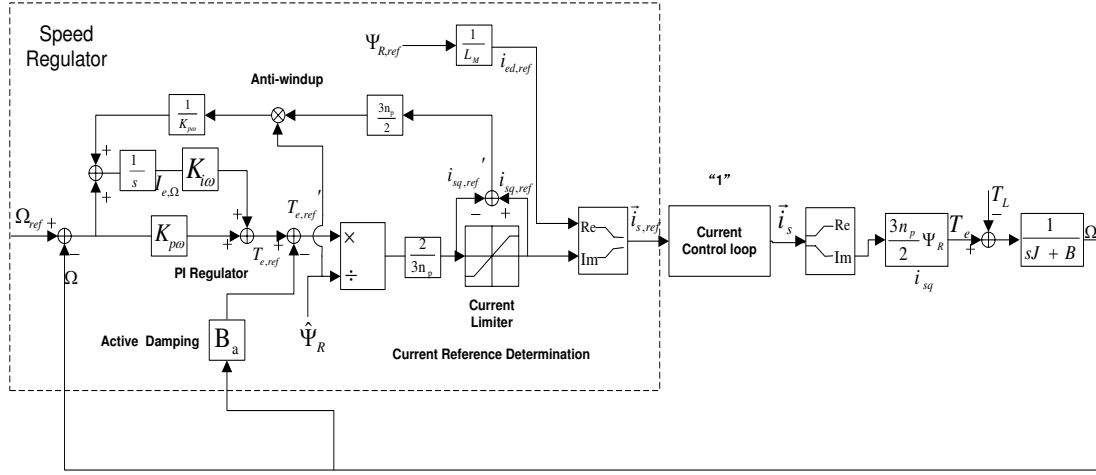 Speed
Regulator
Ψ_{R,ref}
1
L_M
i_{ed,ref}
Anti-windup
1
K_{pω}
3n_p
2
+
+
1
s
I_{e,Ω}
K_{iω}
i_{sq,ref}'
i_{sq,ref}
−
+
"1"
T_L
−
Ω_{ref}
+
−
Ω
K_{pω}
+
+
T_{e,ref}'
T_{e,ref}
+
−
×
÷
2
3n_p
Re
Im
i⃗_{s,ref}
Current
Control loop
i⃗_s
Re
Im
3n_p
2
Ψ_R
T_e
+
1
sJ + B
Ω
i_{sq}
PI Regulator
Current
Limiter
Active Damping
B_a
Ψ̂_R
Current Reference Determination